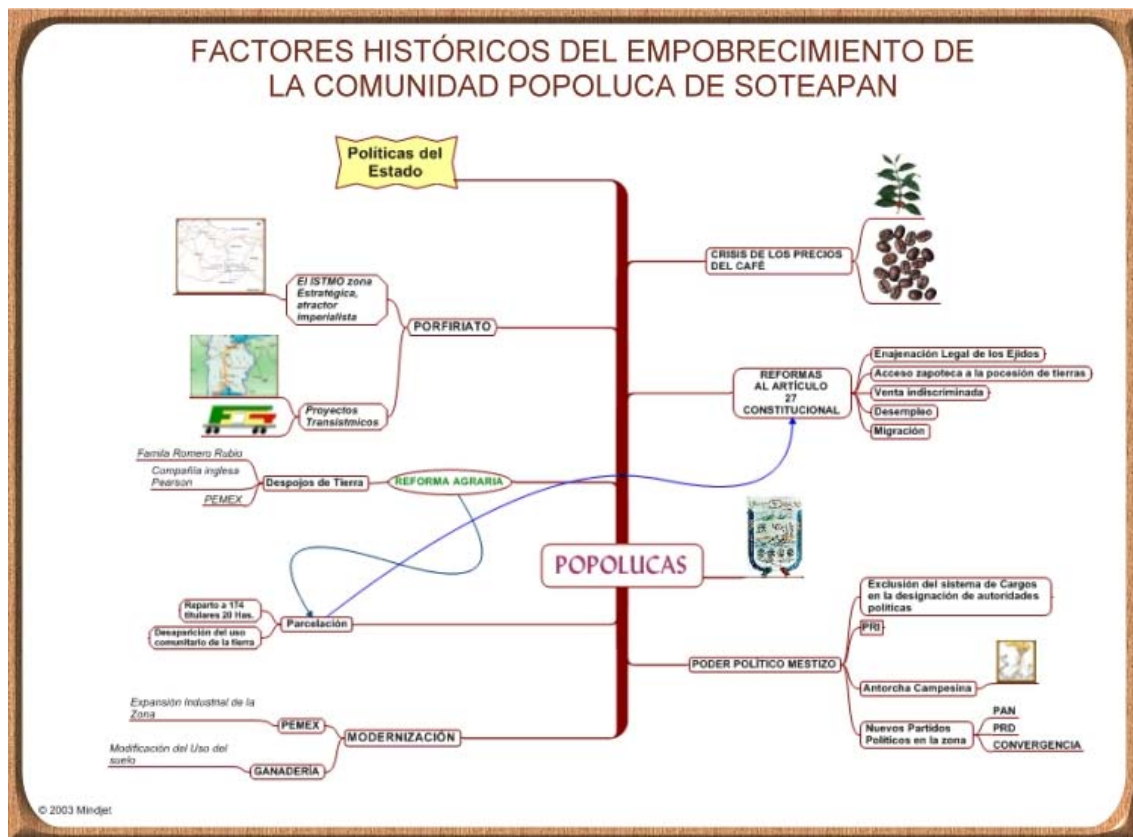 FACTORES HISTÓRICOS DEL EMPOBRECIMIENTO DE
LA COMUNIDAD POPOLUCA DE SOTEAPAN
Políticas del
Estado
El ISTMO zona
Estratégica,
atractor
imperialista
PORFIRIATO
Proyectos
Transístmicos
Familia Romero Rubio
Compañía inglesa
Pearson
PEMEX
Despojos de Tierra
REFORMA AGRARIA
Reparto a 174
titulares 20 Has.
Desaparición del uso
comunitario de la tierra
Parcelación
Expansión Industrial de la
Zona
PEMEX
Modificación del Uso del
suelo
GANADERÍA
MODERNIZACIÓN
CRISIS DE LOS PRECIOS
DEL CAFÉ
REFORMAS
AL ARTÍCULO
27
CONSTITUCIONAL
Enajenación Legal de los Ejidos
Acceso zapoteca a la pocesión de tierras
Venta indiscriminada
Desempleo
Migración
POPOLUCAS
PODER POLÍTICO MESTIZO
Exclusión del sistema de Cargos
en la designación de autoridades
políticas
PRI
Antorcha Campesina
Nuevos Partidos
Políticos en la zona
PAN
PRD
CONVERGENCIA
© 2003 Mindjet